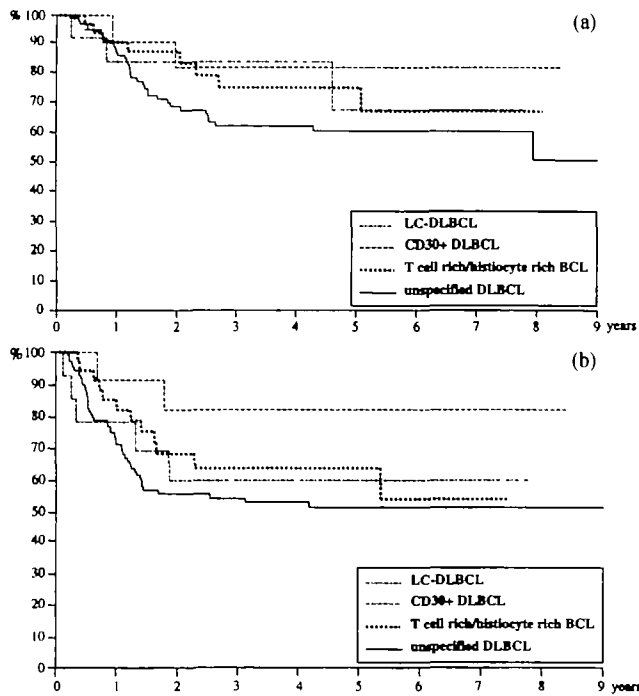 % 100
(a)
90
80
70
60
50
40
30
20
10
0
LC-DLBCL
CD30+ DLBCL
T cell rich/histiocyte rich BCL
unspecified DLBCL
0 1 2 3 4 5 6 7 8 9 years
% 100
(b)
90
80
70
60
50
40
30
20
10
0
LC-DLBCL
CD30+ DLBCL
T cell rich/histiocyte rich BCL
unspecified DLBCL
0 1 2 3 4 5 6 7 8 9 years